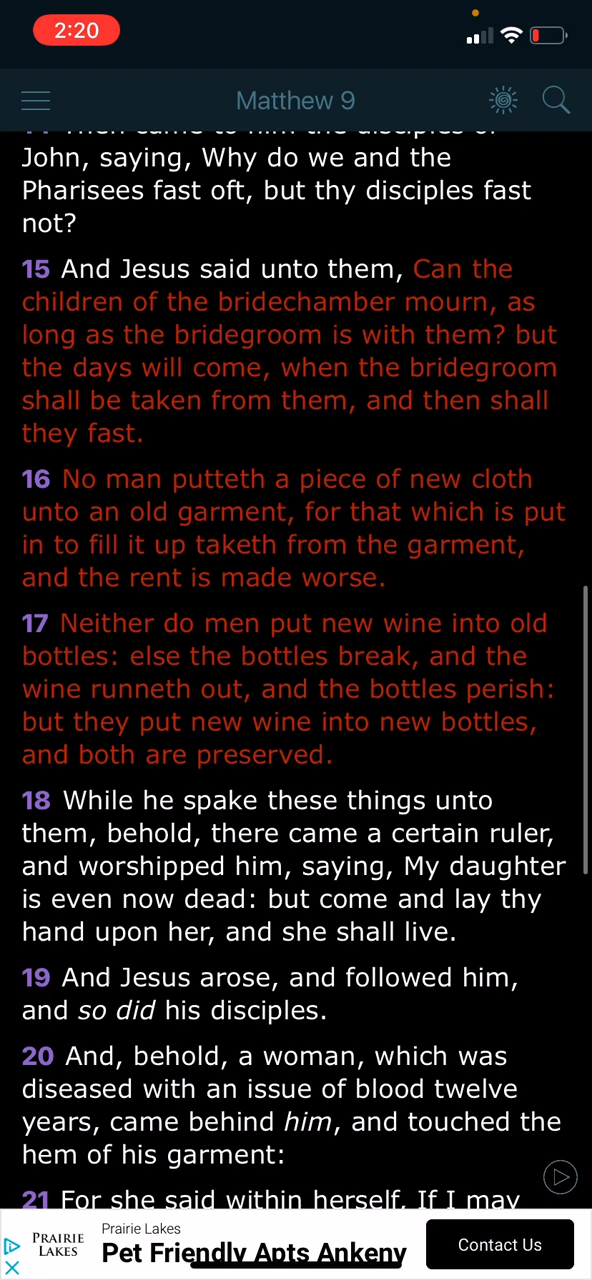 2:20
Matthew 9
14 Then came to him the disciples of
John, saying, Why do we and the
Pharisees fast oft, but thy disciples fast
not?
15 And Jesus said unto them, Can the
children of the bridechamber mourn, as
long as the bridegroom is with them? but
the days will come, when the bridegroom
shall be taken from them, and then shall
they fast.
16 No man putteth a piece of new cloth
unto an old garment, for that which is put
in to fill it up taketh from the garment,
and the rent is made worse.
17 Neither do men put new wine into old
bottles: else the bottles break, and the
wine runneth out, and the bottles perish:
but they put new wine into new bottles,
and both are preserved.
18 While he spake these things unto
them, behold, there came a certain ruler,
and worshipped him, saying, My daughter
is even now dead: but come and lay thy
hand upon her, and she shall live.
19 And Jesus arose, and followed him,
and so did his disciples.
20 And, behold, a woman, which was
diseased with an issue of blood twelve
years, came behind him, and touched the
hem of his garment:
21 For she said within herself, If I may
PRAIRIE
LAKES
Prairie Lakes
Pet Friendly Apts Ankeny
Contact Us